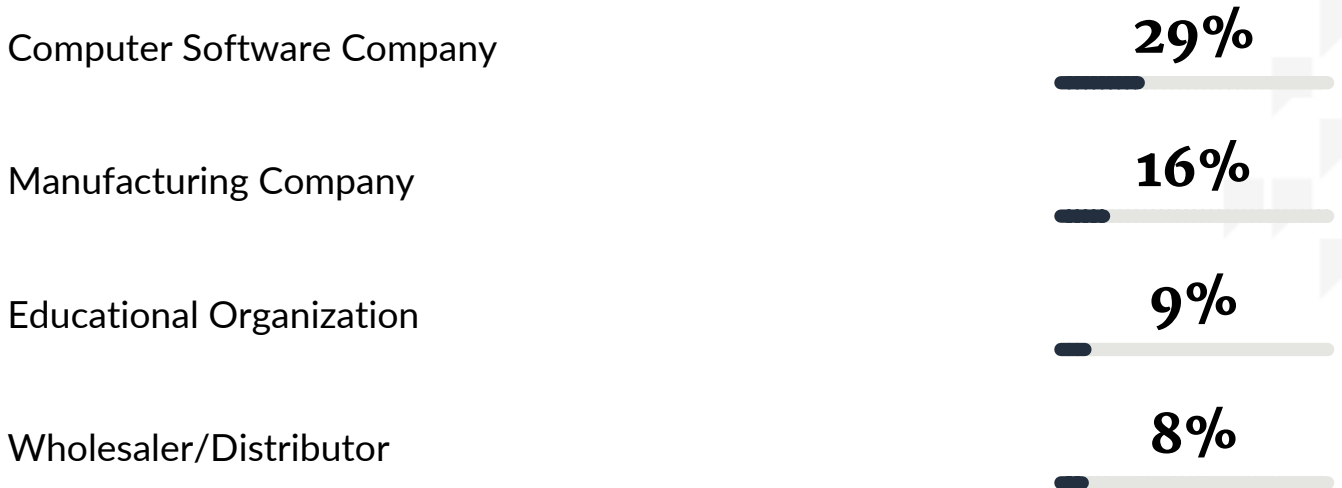 Computer Software Company 29%
Manufacturing Company 16%
Educational Organization 9%
Wholesaler/Distributor 8%